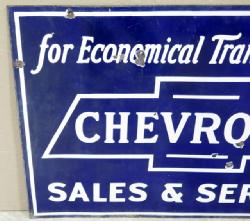 for Economical Tran
CHEVRO
SALES & SER